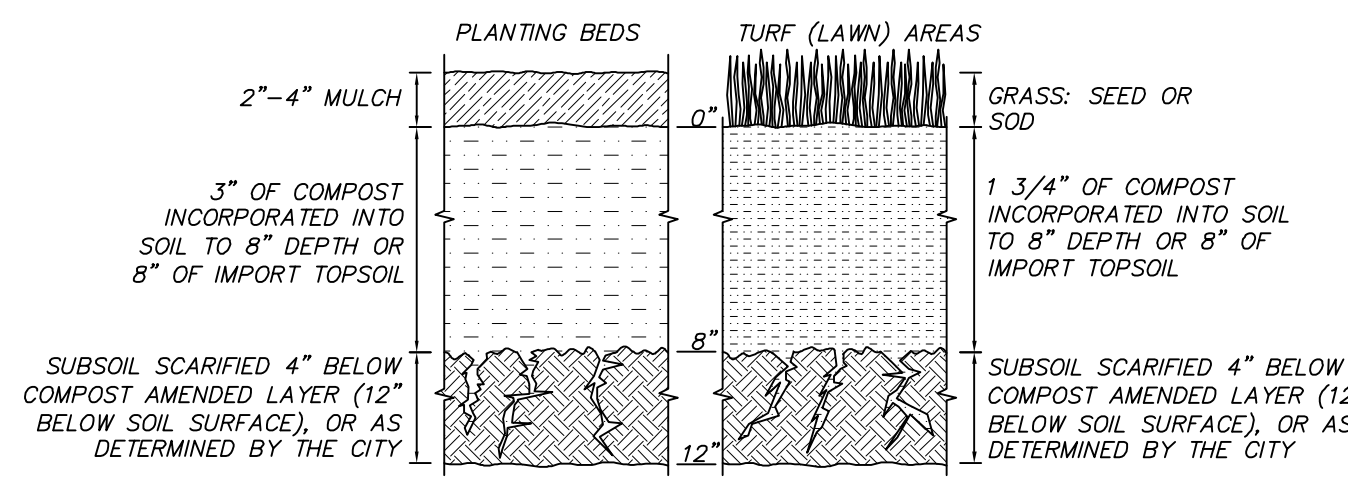 PLANTING BEDS
TURF (LAWN) AREAS
2"-4" MULCH
0"
GRASS: SEED OR
SOD
3" OF COMPOST
INCORPORATED INTO
SOIL TO 8" DEPTH OR
8" OF IMPORT TOPSOIL
1 3/4" OF COMPOST
INCORPORATED INTO SOIL
TO 8" DEPTH OR 8" OF
IMPORT TOPSOIL
8"
SUBSOIL SCARIFIED 4" BELOW
COMPOST AMENDED LAYER (12"
BELOW SOIL SURFACE), OR AS
DETERMINED BY THE CITY
12"
SUBSOIL SCARIFIED 4" BELOW
COMPOST AMENDED LAYER (12
BELOW SOIL SURFACE), OR AS
DETERMINED BY THE CITY